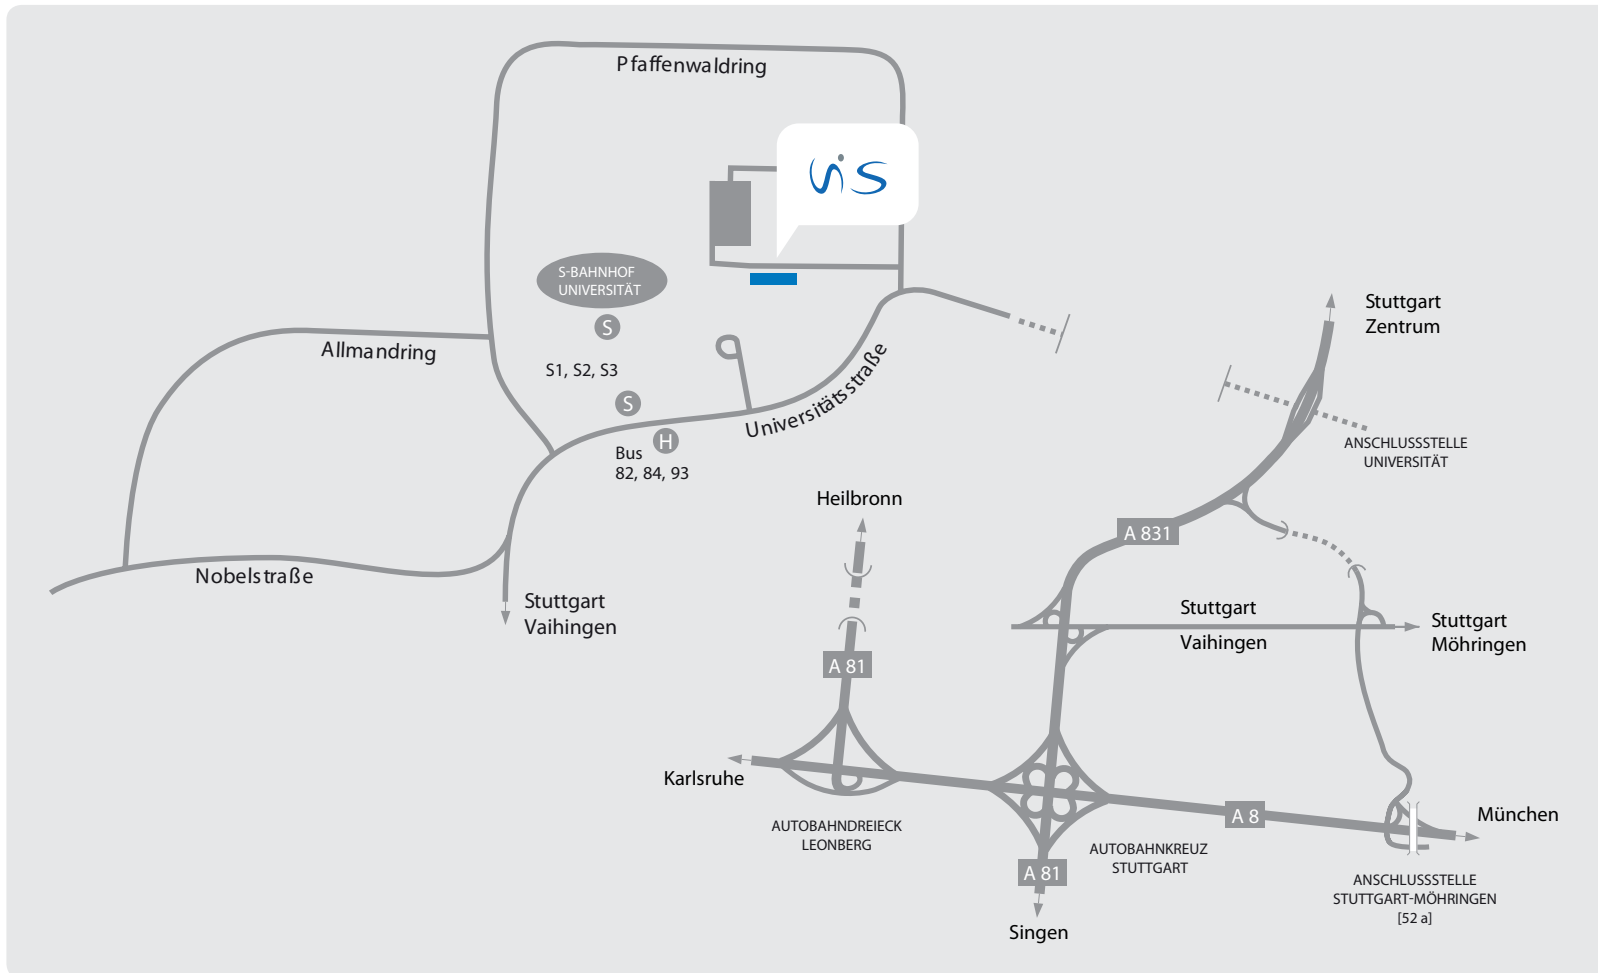 Pfaffenwaldring
VIS
S-BAHNHOF
UNIVERSITÄT
S
Allmandring
S1, S2, S3
S
Universitätsstraße
H
Bus
82, 84, 93
Nobelstraße
Stuttgart
Vaihingen
Stuttgart
Zentrum
ANSCHLUSSSTELLE
UNIVERSITÄT
Heilbronn
A 831
Stuttgart
Vaihingen
Stuttgart
Möhringen
A 81
Karlsruhe
AUTOBAHNDREIECK
LEONBERG
A 8
München
AUTOBAHNKREUZ
STUTTGART
A 81
ANSCHLUSSSTELLE
STUTTGART-MÖHRINGEN
[52 a]
Singen